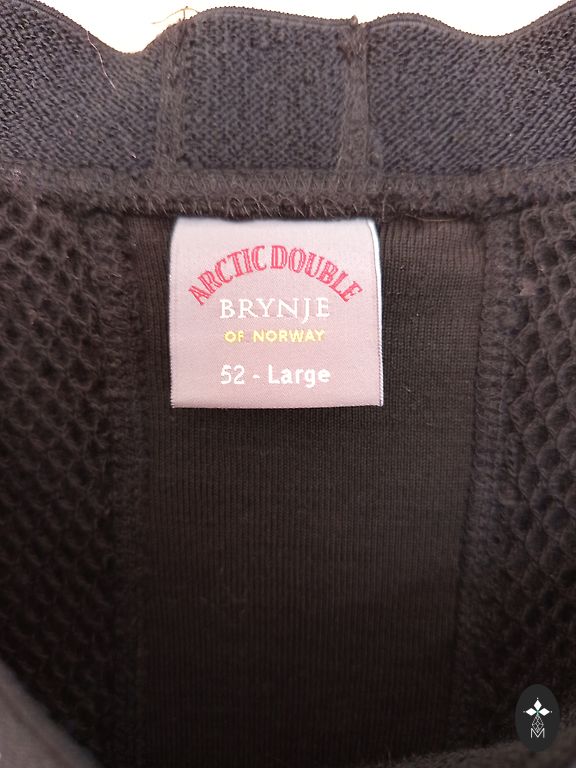 ARCTIC DOUBLE
BRYNJE
OF NORWAY
52 - Large
M